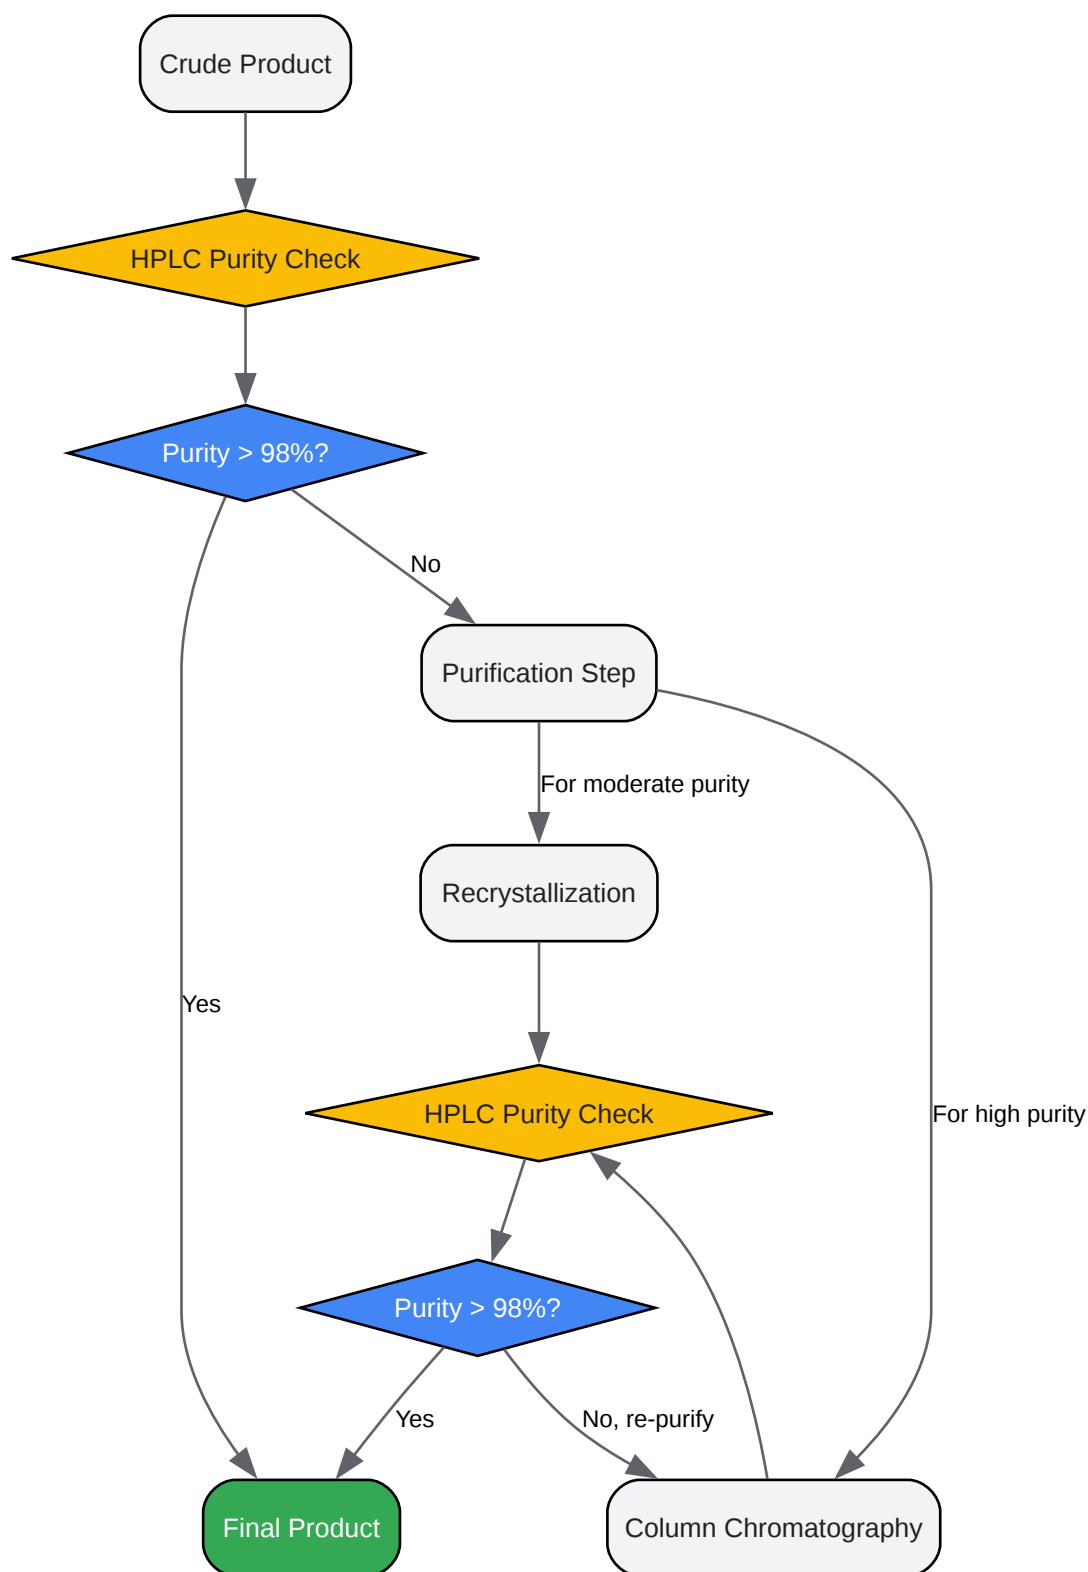 Crude Product
HPLC Purity Check
Purity > 98%?
No
Purification Step
For moderate purity
Recrystallization
Yes
HPLC Purity Check
For high purity
Purity > 98%?
Yes
No, re-purify
Final Product
Column Chromatography